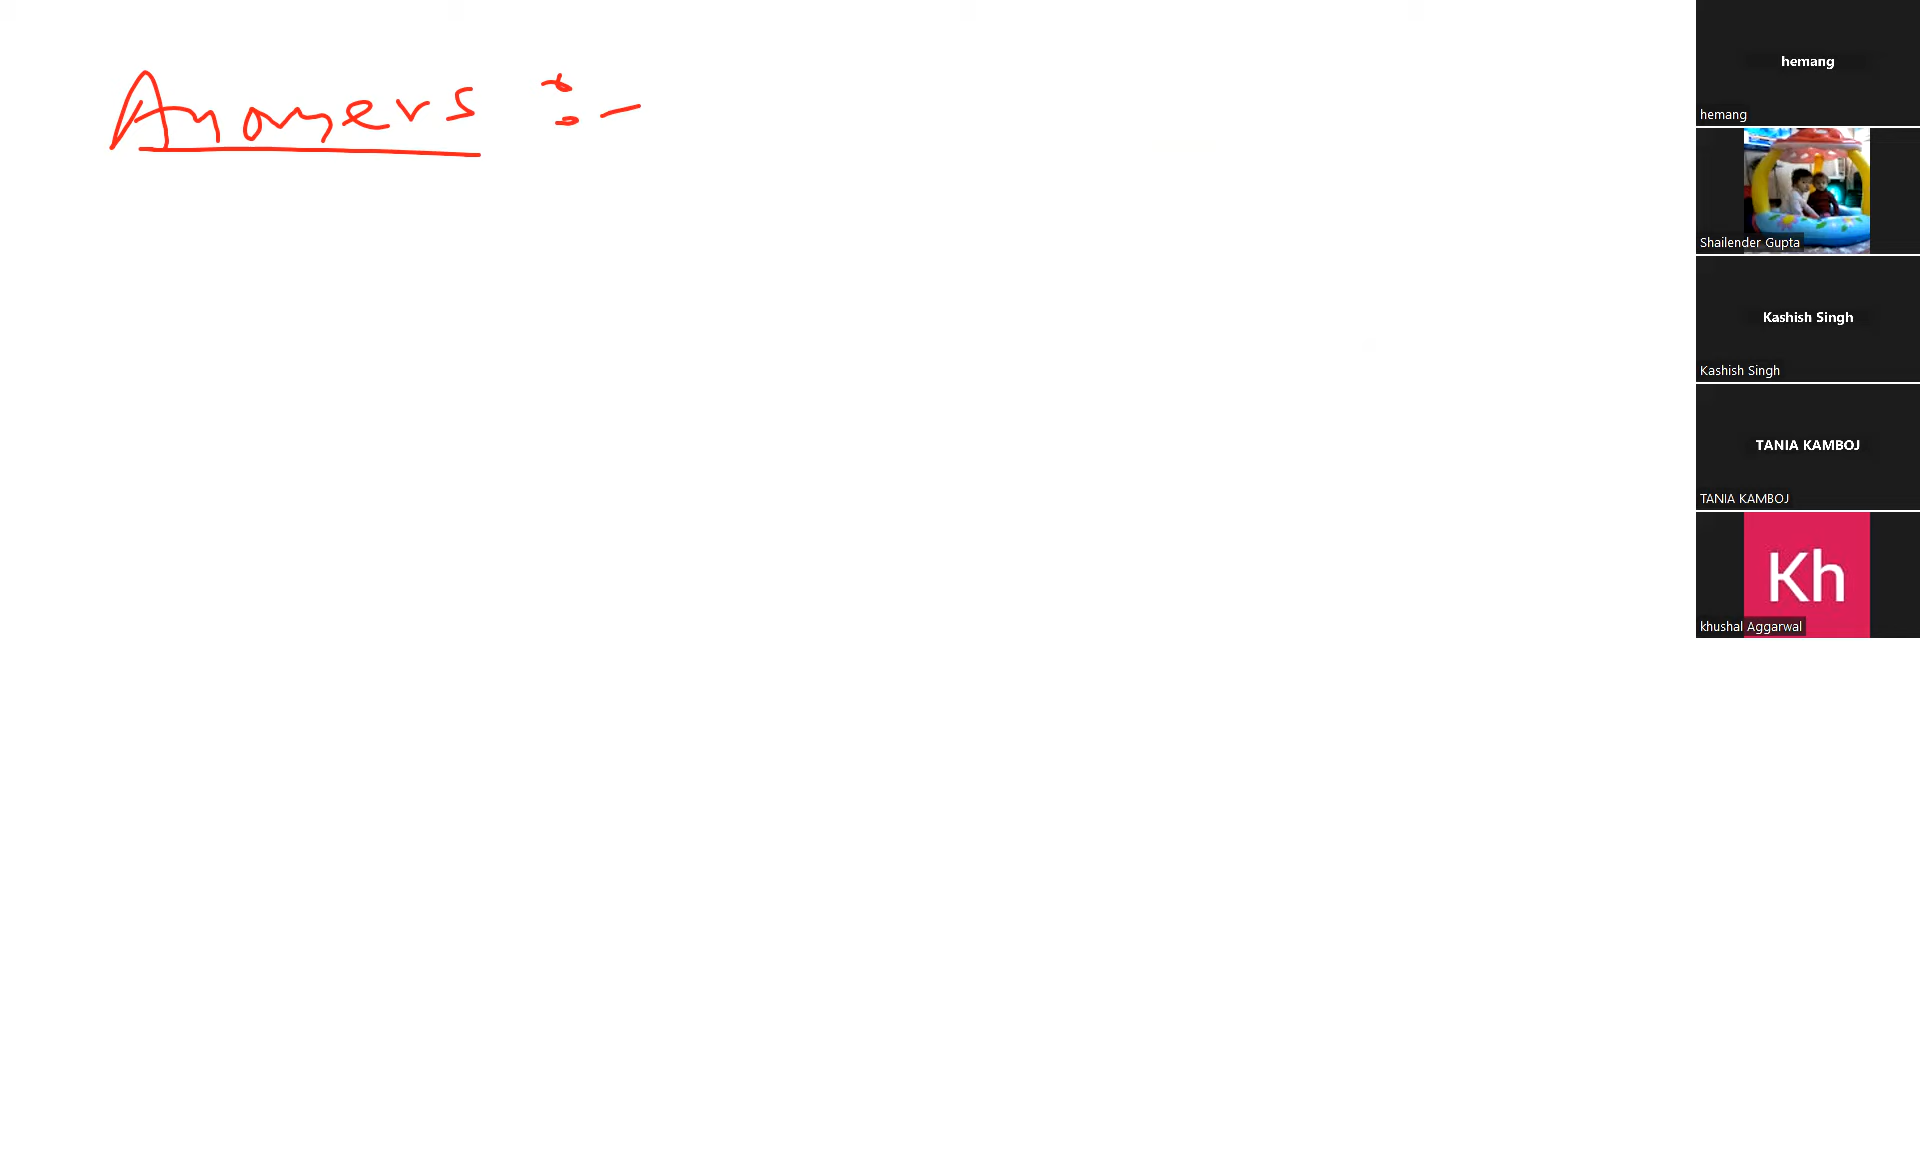 Answers :-
hemang
hemang
Shailender Gupta
Kashish Singh
Kashish Singh
TANIA KAMBOJ
TANIA KAMBOJ
Kh
khushal Aggarwal